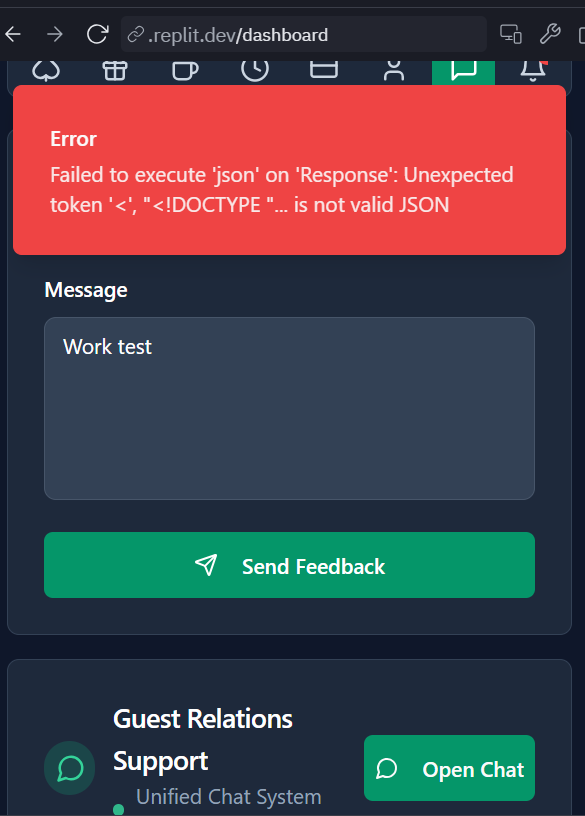 .replit.dev/dashboard
Error
Failed to execute 'json' on 'Response': Unexpected
token '<', "<!DOCTYPE "... is not valid JSON
Message
Work test
Send Feedback
Guest Relations
Support
Open Chat
Unified Chat System